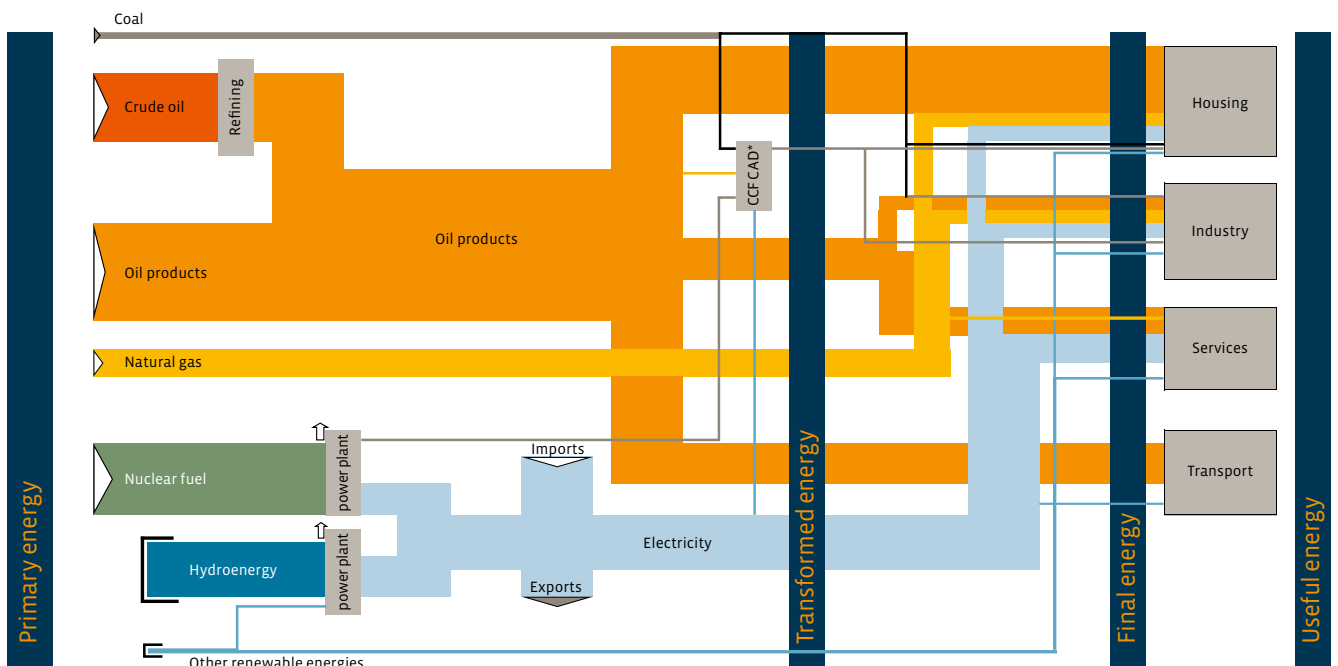 Coal
Crude oil
Refining
Oil products
Oil products
Natural gas
Nuclear fuel
power plant
Hydroenergy
power plant
Other renewable energies
Imports
Exports
Electricity
CCF CAD*
Housing
Industry
Services
Transport
Primary energy
Transformed energy
Final energy
Useful energy